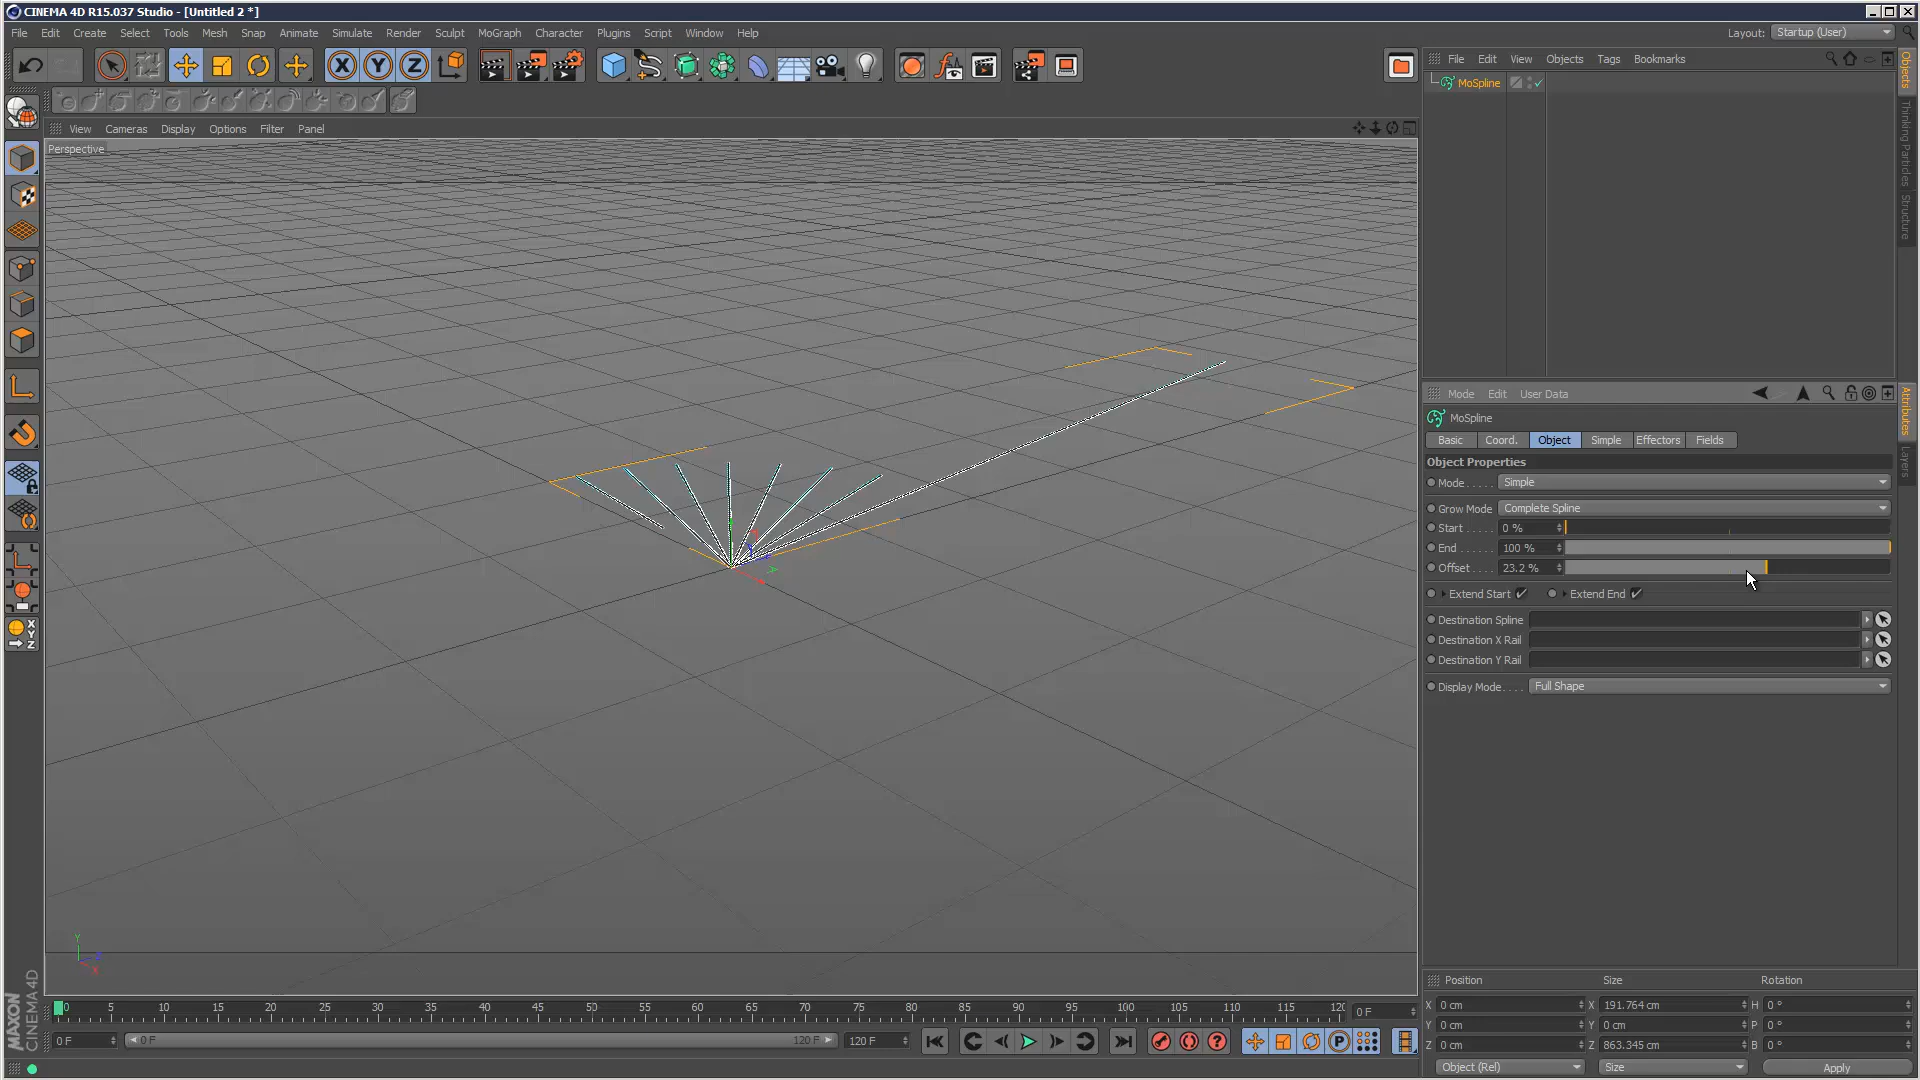 CINEMA 4D R15.037 Studio - [Untitled 2 *]
File Edit Create Select Tools Mesh Snap Animate Simulate Render Sculpt MoGraph Character Plugins Script Window Help
Layout: Startup (User)
X Y Z
File Edit View Objects Tags Bookmarks
MoSpline
View Cameras Display Options Filter Panel
Perspective
Objects
Thinking Particles
Structure
Mode Edit User Data
MoSpline
Basic Coord. Object Simple Effectors Fields
Object Properties
Mode . . . . . Simple
Grow Mode Complete Spline
Start . . . . . 0 %
End . . . . . . 100 %
Offset . . . . 23.2 %
Extend Start ✓ Extend End ✓
Destination Spline
Destination X Rail
Destination Y Rail
Display Mode . . . . Full Shape
Attributes
Layers
X Y Z
Y
Z
X
MAXON
CINEMA 4D
0 5 10 15 20 25 30 35 40 45 50 55 60 65 70 75 80 85 90 95 100 105 110 115 120 0 F
0 F 0 F 120 F 120 F
P
Position Size Rotation
X 0 cm X 191.764 cm H 0 °
Y 0 cm Y 0 cm P 0 °
Z 0 cm Z 863.345 cm B 0 °
Object (Rel) Size Apply